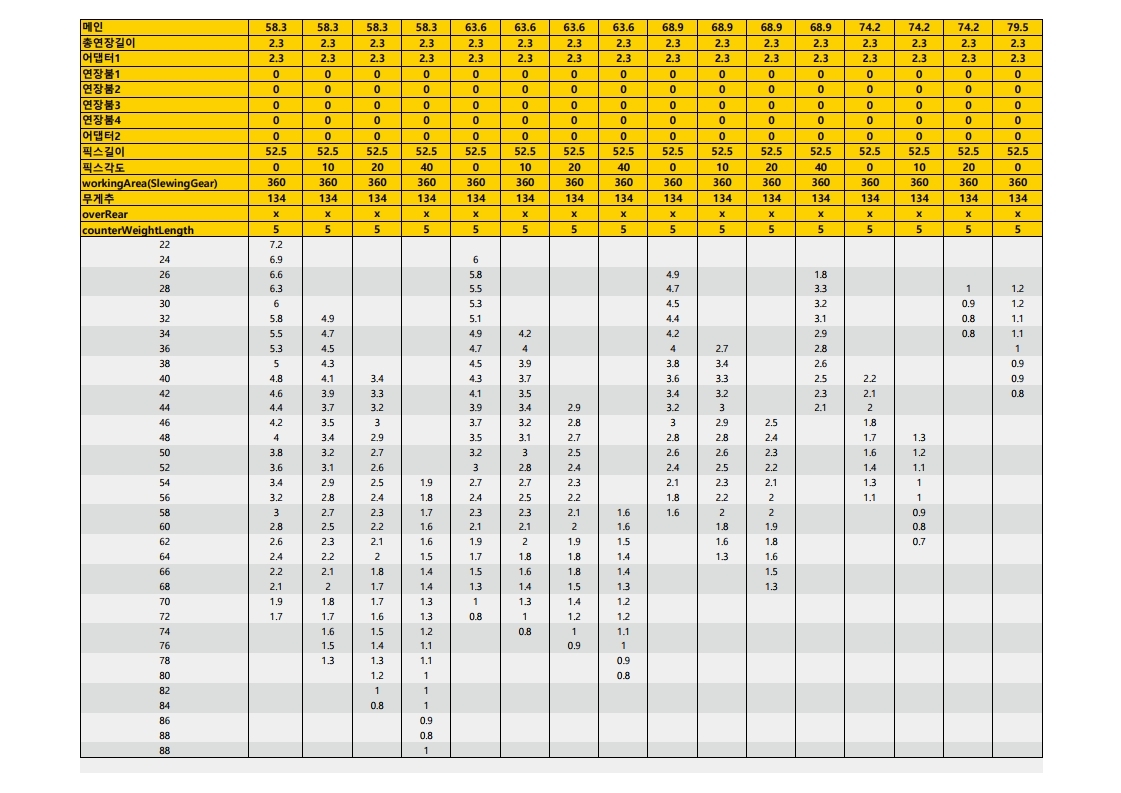 메인 58.3 58.3 58.3 58.3 63.6 63.6 63.6 63.6 68.9 68.9 68.9 68.9 74.2 74.2 74.2 79.5
총연장길이 2.3 2.3 2.3 2.3 2.3 2.3 2.3 2.3 2.3 2.3 2.3 2.3 2.3 2.3 2.3 2.3
어댑터1 2.3 2.3 2.3 2.3 2.3 2.3 2.3 2.3 2.3 2.3 2.3 2.3 2.3 2.3 2.3 2.3
연장붐1 0 0 0 0 0 0 0 0 0 0 0 0 0 0 0 0
연장붐2 0 0 0 0 0 0 0 0 0 0 0 0 0 0 0 0
연장붐3 0 0 0 0 0 0 0 0 0 0 0 0 0 0 0 0
연장붐4 0 0 0 0 0 0 0 0 0 0 0 0 0 0 0 0
어댑터2 0 0 0 0 0 0 0 0 0 0 0 0 0 0 0 0
픽스길이 52.5 52.5 52.5 52.5 52.5 52.5 52.5 52.5 52.5 52.5 52.5 52.5 52.5 52.5 52.5 52.5
픽스각도 0 10 20 40 0 10 20 40 0 10 20 40 0 10 20 0
workingArea(SlewingGear) 360 360 360 360 360 360 360 360 360 360 360 360 360 360 360 360
무게추 134 134 134 134 134 134 134 134 134 134 134 134 134 134 134 134
overRear x x x x x x x x x x x x x x x x
counterWeightLength 5 5 5 5 5 5 5 5 5 5 5 5 5 5 5 5
22 7.2
24 6.9 6
26 6.6 5.8 4.9 1.8
28 6.3 5.5 4.7 3.3 1 1.2
30 6 5.3 4.5 3.2 0.9 1.2
32 5.8 4.9 5.1 4.4 3.1 0.8 1.1
34 5.5 4.7 4.9 4.2 4.2 2.9 0.8 1.1
36 5.3 4.5 4.7 4 4 2.7 2.8 1
38 5 4.3 4.5 3.9 3.8 3.4 2.6 0.9
40 4.8 4.1 3.4 4.3 3.7 3.6 3.3 2.5 2.2 0.9
42 4.6 3.9 3.3 4.1 3.5 3.4 3.2 2.3 2.1 0.8
44 4.4 3.7 3.2 3.9 3.4 2.9 3.2 3 2.1 2
46 4.2 3.5 3 3.7 3.2 2.8 3 2.9 2.5 1.8
48 4 3.4 2.9 3.5 3.1 2.7 2.8 2.8 2.4 1.7 1.3
50 3.8 3.2 2.7 3.2 3 2.5 2.6 2.6 2.3 1.6 1.2
52 3.6 3.1 2.6 3 2.8 2.4 2.4 2.5 2.2 1.4 1.1
54 3.4 2.9 2.5 1.9 2.7 2.7 2.3 2.1 2.3 2.1 1.3 1
56 3.2 2.8 2.4 1.8 2.4 2.5 2.2 1.8 2.2 2 1.1 1
58 3 2.7 2.3 1.7 2.3 2.3 2.1 1.6 1.6 2 2 0.9
60 2.8 2.5 2.2 1.6 2.1 2.1 2 1.6 1.8 1.9 0.8
62 2.6 2.3 2.1 1.6 1.9 2 1.9 1.5 1.6 1.8 0.7
64 2.4 2.2 2 1.5 1.7 1.8 1.8 1.4 1.3 1.6
66 2.2 2.1 1.8 1.4 1.5 1.6 1.8 1.4 1.5
68 2.1 2 1.7 1.4 1.3 1.4 1.5 1.3 1.3
70 1.9 1.8 1.7 1.3 1 1.3 1.4 1.2
72 1.7 1.7 1.6 1.3 0.8 1 1.2 1.2
74 1.6 1.5 1.2 0.8 1 1.1
76 1.5 1.4 1.1 0.9 1
78 1.3 1.3 1.1 0.9
80 1.2 1 0.8
82 1 1
84 0.8 1
86 0.9
88 0.8
88 1